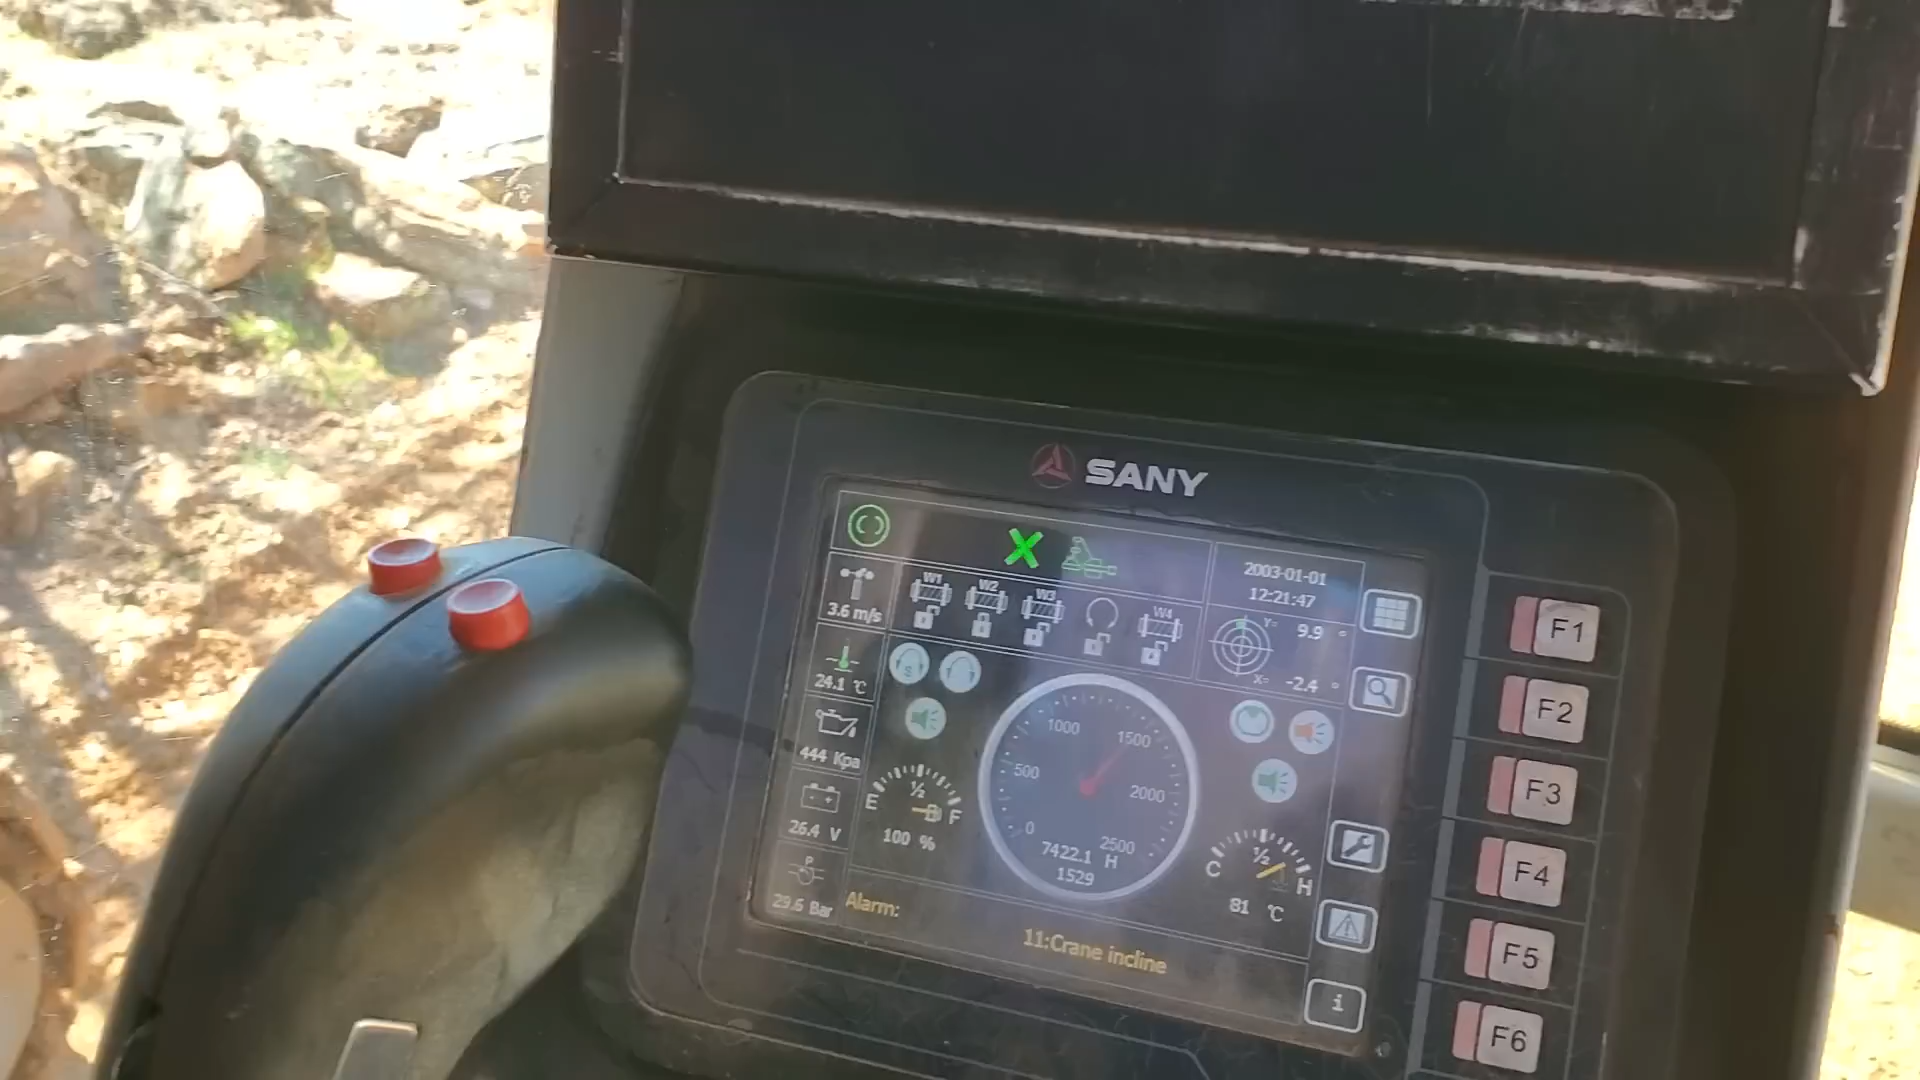 SANY
2003-01-01
12:21:47
W1 W2 W3 W4
3.6 m/s
Y= 9.9 °
X= -2.4 °
24.1 ℃
444 Kpa
26.4 V
P
29.6 Bar
E 1/2 F
100 %
0 500 1000 1500 2000 2500
7422.1 H
1529
C 1/2 H
81 ℃
Alarm:
11:Crane incline
i
F1
F2
F3
F4
F5
F6